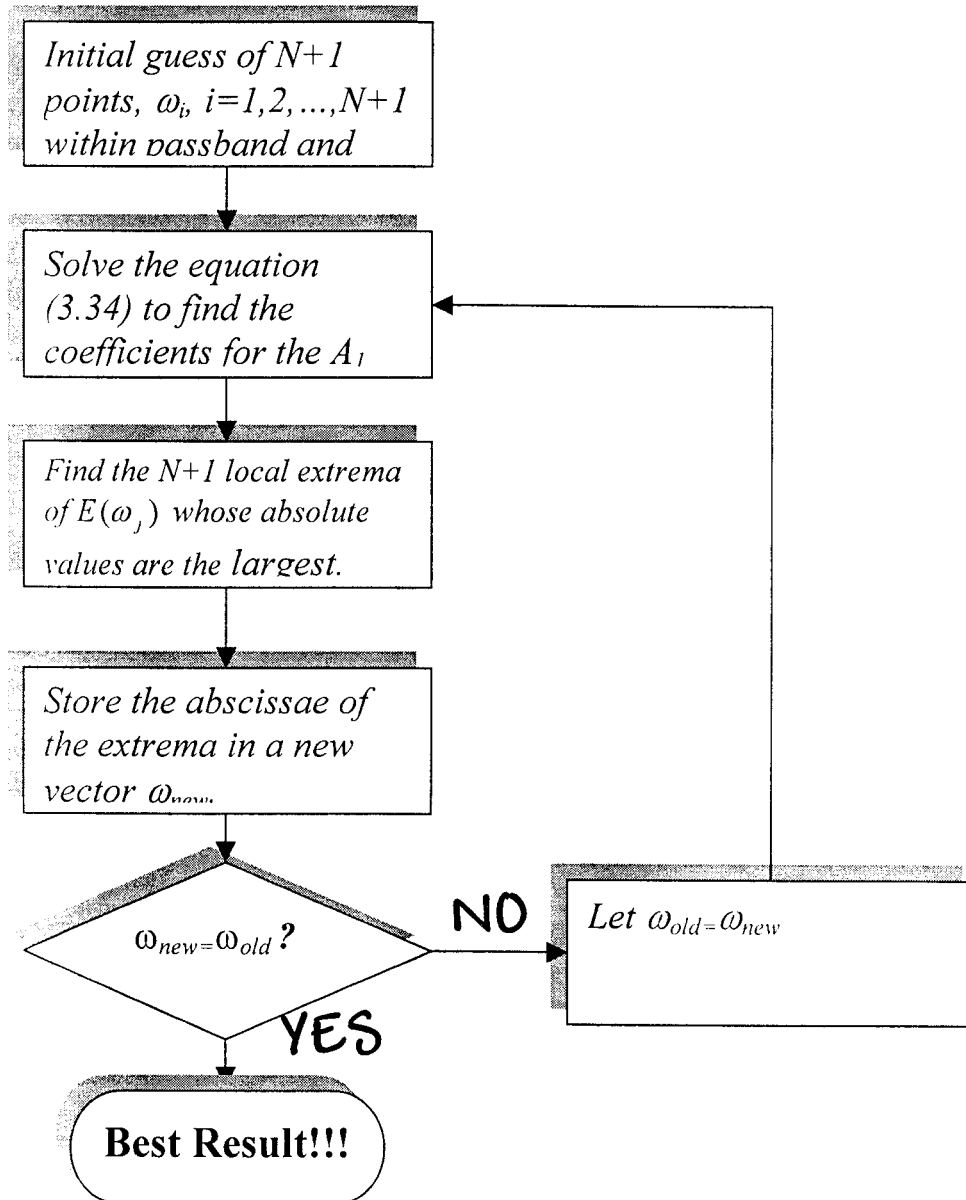 Initial guess of N+1
points, ωi, i=1,2,...,N+1
within passband and
Solve the equation
(3.34) to find the
coefficients for the A1
Find the N+1 local extrema
of E(ωj) whose absolute
values are the largest.
Store the abscissae of
the extrema in a new
vector ωnew.
ωnew=ωold ?
NO
Let ωold=ωnew
YES
Best Result!!!